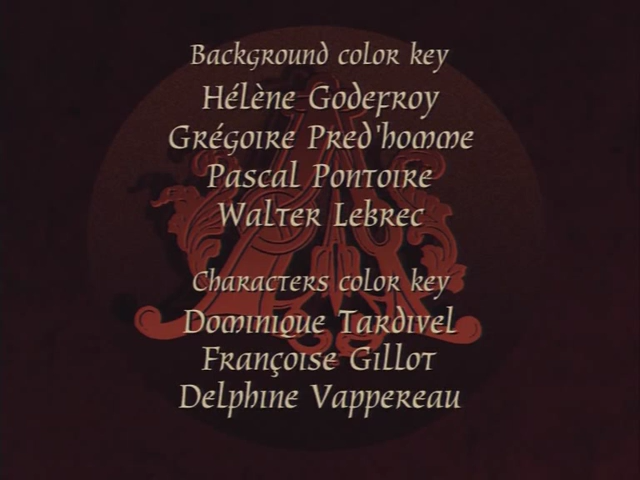 Background color key
Hélène Godefroy
Grégoire Pred'homme
Pascal Pontoire
Walter Lebrec
Characters color key
Dominique Tardivel
Françoise Gillot
Delphine Vappereau